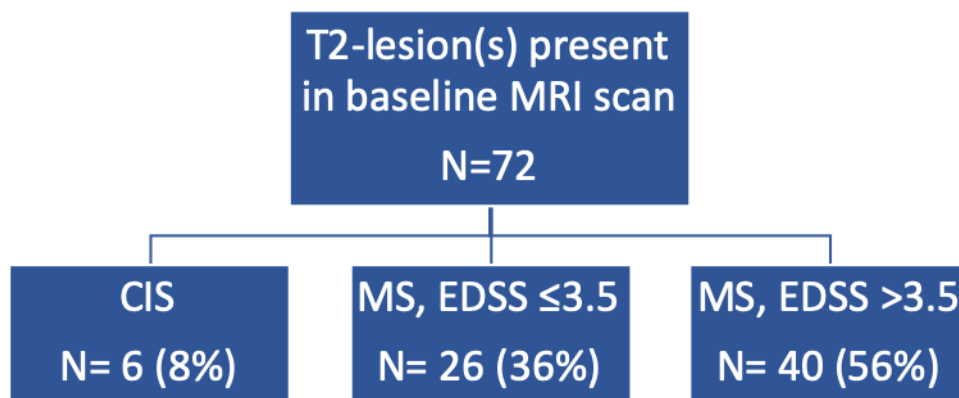 T2-lesion(s) present
in baseline MRI scan
N=72
CIS
N= 6 (8%)
MS, EDSS ≤3.5
N= 26 (36%)
MS, EDSS >3.5
N= 40 (56%)